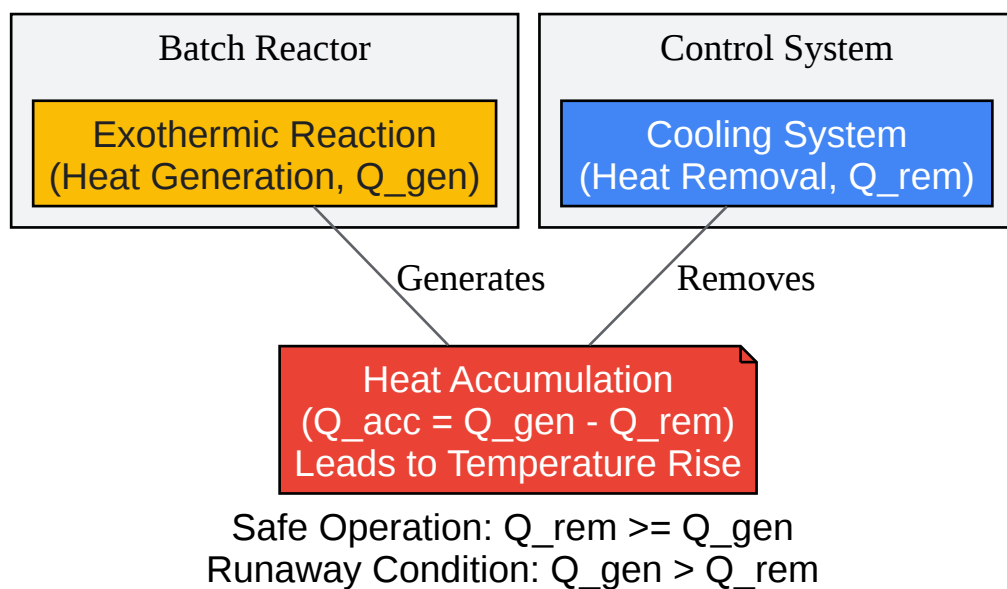 Batch Reactor
Control System
Exothermic Reaction
(Heat Generation, Q_gen)
Cooling System
(Heat Removal, Q_rem)
Generates
Removes
Heat Accumulation
(Q_acc = Q_gen - Q_rem)
Leads to Temperature Rise
Safe Operation: Q_rem >= Q_gen
Runaway Condition: Q_gen > Q_rem